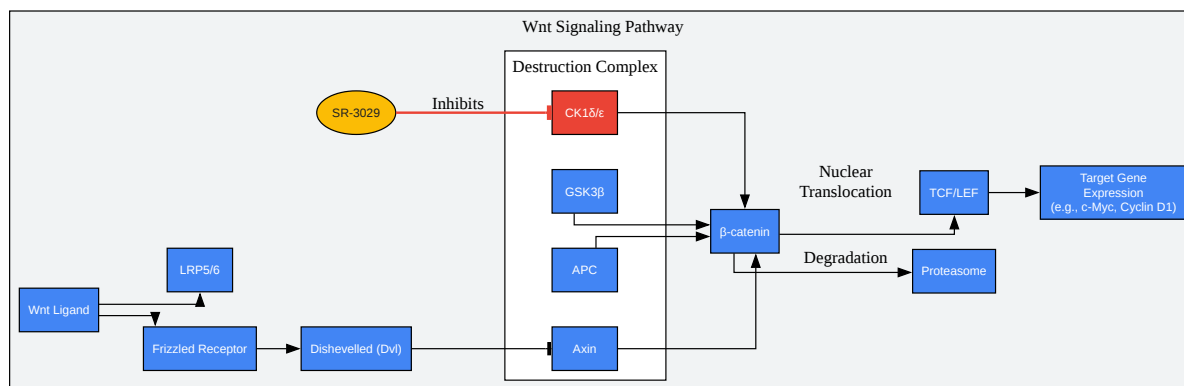 Wnt Signaling Pathway
Destruction Complex
SR-3029
Inhibits
CK1δ/ε
GSK3β
Nuclear
Translocation
TCF/LEF
Target Gene
Expression
(e.g., c-Myc, Cyclin D1)
β-catenin
LRP5/6
APC
Degradation
Proteasome
Wnt Ligand
Frizzled Receptor
Dishevelled (Dvl)
Axin